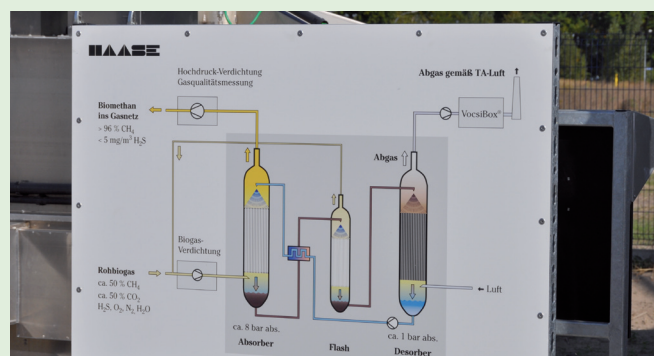 HAASE
Hochdruck-Verdichtung
Gasqualitätsmessung
Abgas gemäß TA-Luft
Biomethan
ins Gasnetz
> 96 % CH₄
< 5 mg/m³ H₂S
VocsiBox®
Abgas
Biogas-
Verdichtung
Rohbiogas
ca. 50 % CH₄
ca. 50 % CO₂
H₂S, O₂, N₂, H₂O
Luft
ca. 8 bar abs.
Absorber
Flash
ca. 1 bar abs.
Desorber